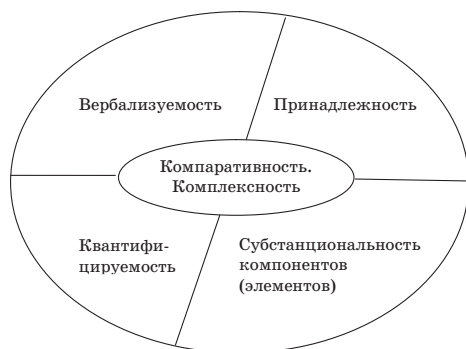 Вербализуемость
Принадлежность
Компаративность.
Комплексность
Квантифи-
цируемость
Субстанциональность
компонентов
(элементов)